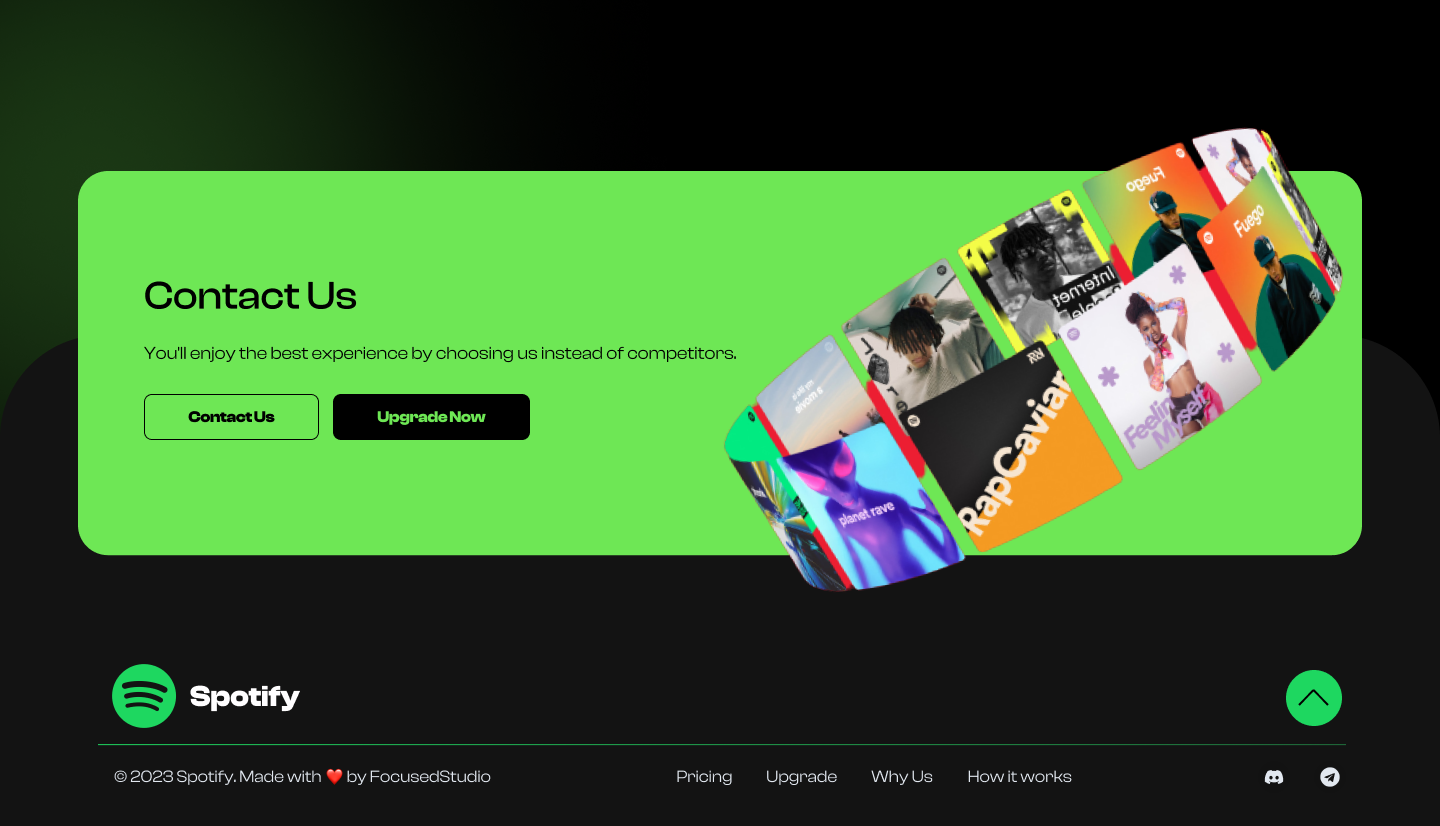 Contact Us
You'll enjoy the best experience by choosing us instead of competitors.
Contact Us
Upgrade Now
Fuego
Fuego
Internet
RapCaviar
Feelin'
Myself
planet rave
Spotify
© 2023 Spotify. Made with ❤️ by FocusedStudio
Pricing
Upgrade
Why Us
How it works